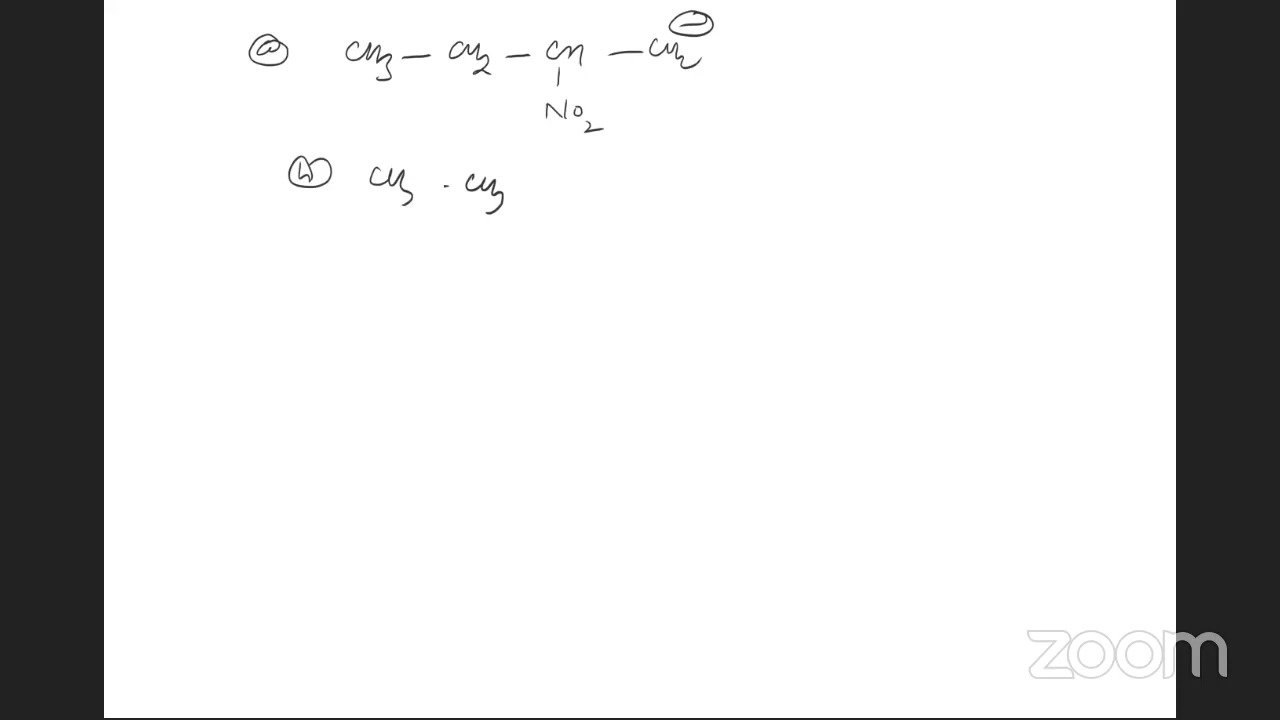 (a) CH3 — CH2 — CH — CH2 ⊖
|
NO2
(b) CH3 - CH3
zoom